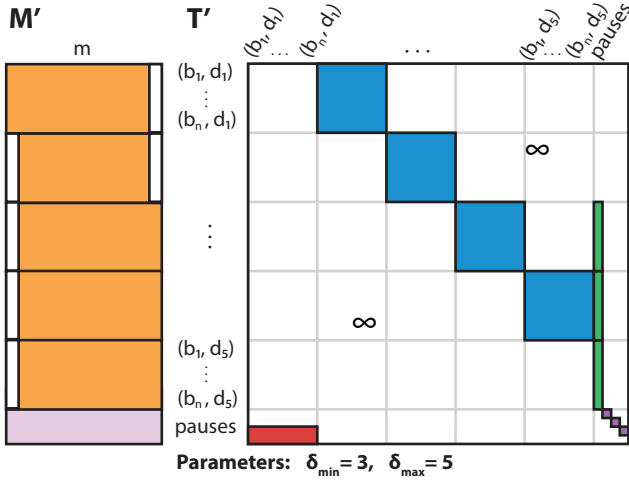 M′ T′
m
(b₁, d₁) ... (bₙ, d₁) ... (b₁, d₅) ... (bₙ, d₅) pauses
(b₁, d₁)
⋮
(bₙ, d₁)
∞
⋮
∞
(b₁, d₅)
⋮
(bₙ, d₅)
pauses
Parameters: δmin = 3, δmax = 5